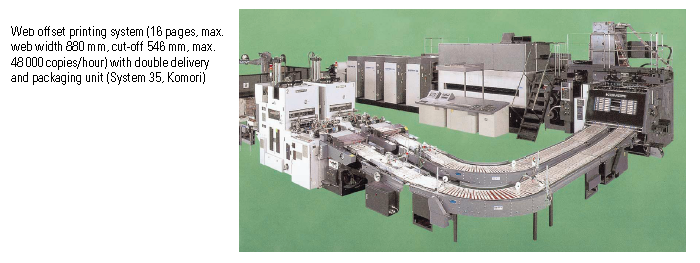 Web offset printing system (16 pages, max.
web width 880 mm, cut-off 546 mm, max.
48 000 copies/hour) with double delivery
and packaging unit (System 35, Komori)